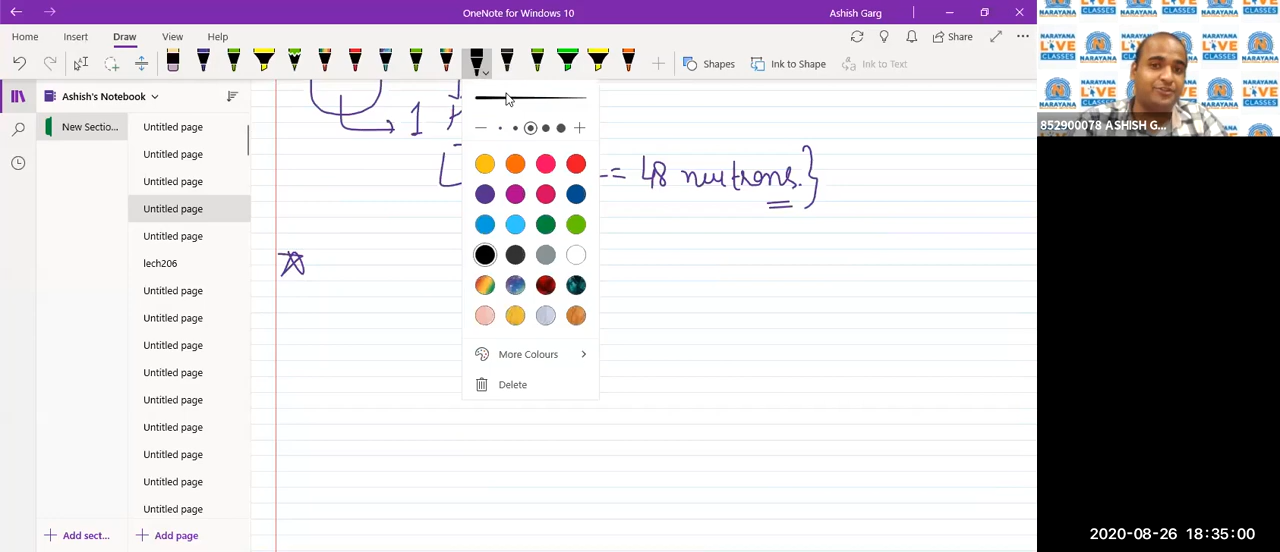 OneNote for Windows 10
Ashish Garg
Home Insert Draw View Help
Share
Shapes
Ink to Shape
Ink to Text
Ashish's Notebook
New Sectio...
Untitled page
Untitled page
Untitled page
Untitled page
Untitled page
lech206
Untitled page
Untitled page
Untitled page
Untitled page
Untitled page
Untitled page
Untitled page
Untitled page
Untitled page
Add sect...
Add page
1
== 48 neutrons.}
More Colours
Delete
NARAYANA
LIVE
CLASSES
852900078 ASHISH G...
2020-08-26 18:35:00